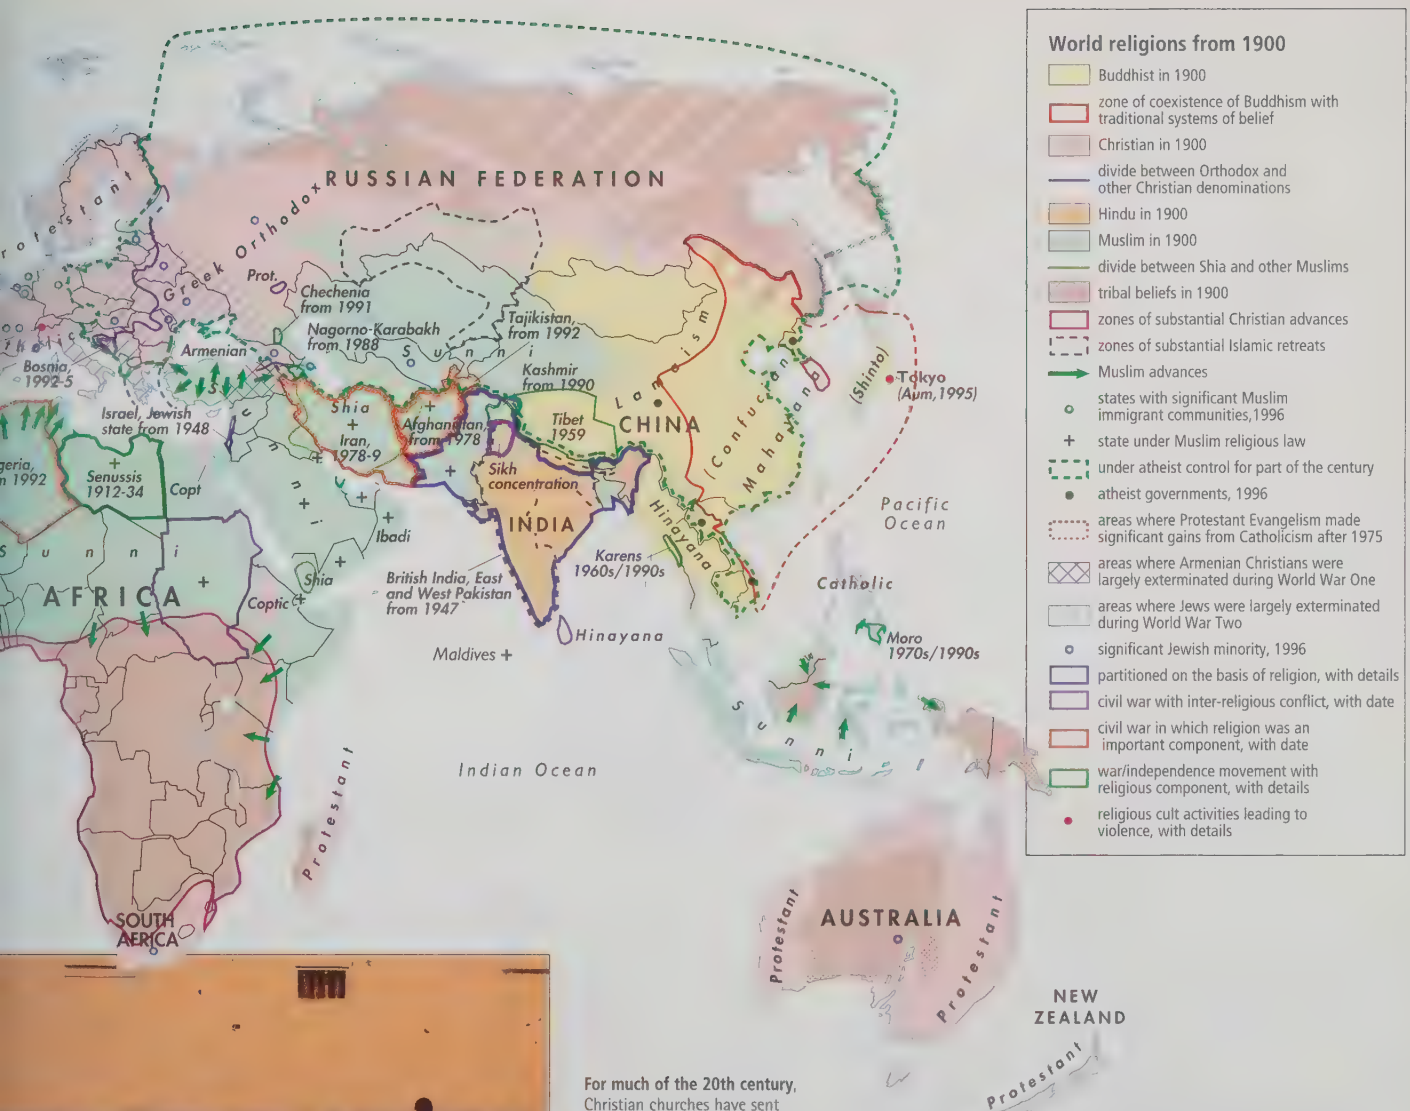 World religions from 1900
Buddhist in 1900
zone of coexistence of Buddhism with
traditional systems of belief
Christian in 1900
divide between Orthodox and
other Christian denominations
Hindu in 1900
Muslim in 1900
divide between Shia and other Muslims
tribal beliefs in 1900
zones of substantial Christian advances
zones of substantial Islamic retreats
Muslim advances
states with significant Muslim
immigrant communities, 1996
state under Muslim religious law
under atheist control for part of the century
atheist governments, 1996
areas where Protestant Evangelism made
significant gains from Catholicism after 1975
areas where Armenian Christians were
largely exterminated during World War One
areas where Jews were largely exterminated
during World War Two
significant Jewish minority, 1996
partitioned on the basis of religion, with details
civil war with inter-religious conflict, with date
civil war in which religion was an
important component, with date
war/independence movement with
religious component, with details
religious cult activities leading to
violence, with details
RUSSIAN FEDERATION
rotestant
Greek Orthodox
Prot.
Chechenia
from 1991
Nagorno-Karabakh
from 1988
Tajikistan,
from 1992
Sunni
Armenian
Bosnia,
1992-5
Kashmir
from 1990
Lamaism
(Shinto)
Tokyo
(Aum, 1995)
Israel, Jewish
state from 1948
Sunni
Shia
Iran,
1978-9
Afghanistan,
from 1978
Tibet
1959
CHINA
(Confucian)
Mahayana
geria,
n 1992
Senussis
1912-34
Copt
Sikh
concentration
INDIA
Hinayana
Pacific
Ocean
Ibadi
Sunni
Shia
AFRICA
Coptic
British India, East
and West Pakistan
from 1947
Karens
1960s/1990s
Catholic
Hinayana
Maldives
Moro
1970s/1990s
Sunni
Indian Ocean
Protestant
SOUTH
AFRICA
Protestant
AUSTRALIA
Protestant
NEW
ZEALAND
Protestant
For much of the 20th century,
Christian churches have sent